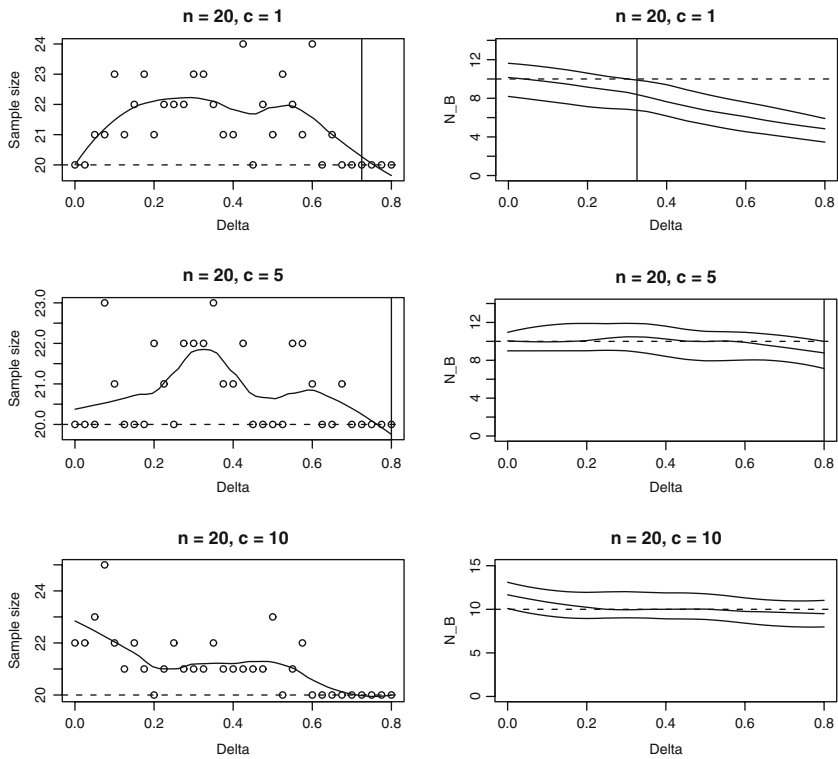 n = 20, c = 1
Sample size
24
23
22
21
20
0.0 0.2 0.4 0.6 0.8
Delta
n = 20, c = 1
N_B
12
8
4
0
0.0 0.2 0.4 0.6 0.8
Delta
n = 20, c = 5
Sample size
23.0
22.0
21.0
20.0
0.0 0.2 0.4 0.6 0.8
Delta
n = 20, c = 5
N_B
12
8
4
0
0.0 0.2 0.4 0.6 0.8
Delta
n = 20, c = 10
Sample size
24
22
20
0.0 0.2 0.4 0.6 0.8
Delta
n = 20, c = 10
N_B
15
10
5
0
0.0 0.2 0.4 0.6 0.8
Delta